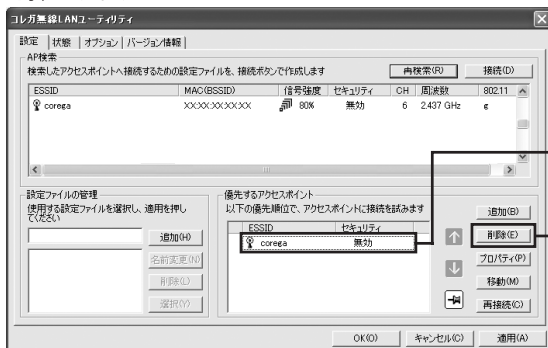 コレガ無線LANユーティリティ
設定 状態 オプション バージョン情報
AP検索
検索したアクセスポイントへ接続するための設定ファイルを、接続ボタンで作成します 再検索(R) 接続(D)
ESSID MAC(BSSID) 信号強度 セキュリティ CH 周波数 802.11
corega XX:XX:XX:XX:XX 80% 無効 6 2.437 GHz g
設定ファイルの管理
使用する設定ファイルを選択し、適用を押し
てください
追加(H)
名前変更(N)
削除(L)
選択(Y)
優先するアクセスポイント
以下の優先順位で、アクセスポイントに接続を試みます
ESSID セキュリティ
corega 無効
追加(B)
削除(E)
プロパティ(P)
移動(M)
再接続(C)
OK(O) キャンセル(C) 適用(A)